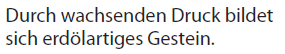 Durch wachsenden Druck bildet
sich erdölartiges Gestein.